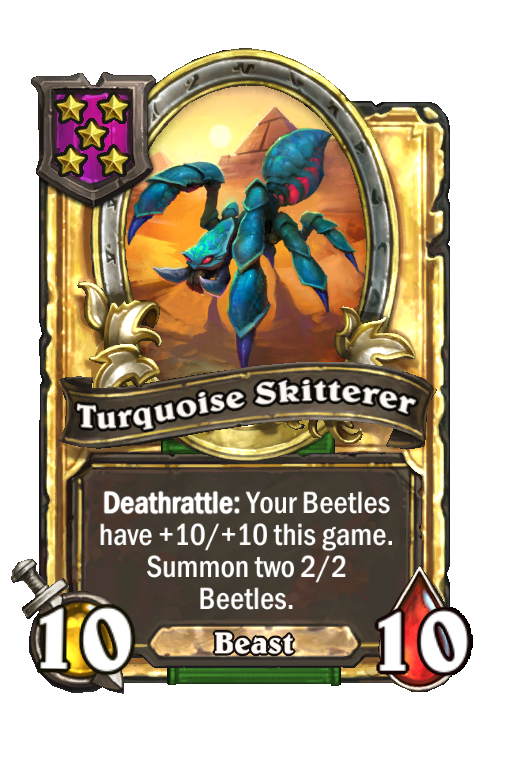 Turquoise Skitterer
Deathrattle: Your Beetles
have +10/+10 this game.
Summon two 2/2
Beetles.
10
Beast
10